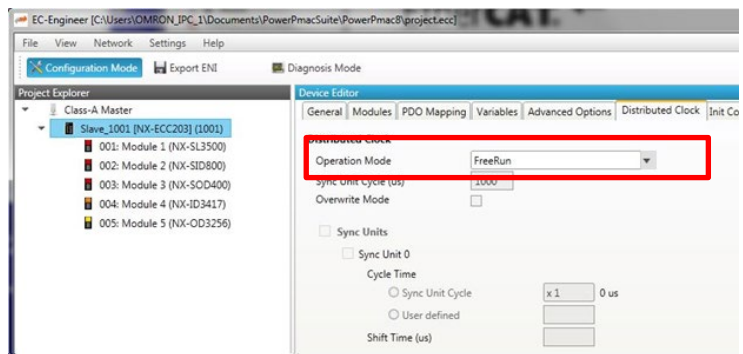 EtherCAT.
EC-Engineer [C:\Users\OMRON_IPC_1\Documents\PowerPmacSuite\PowerPmac8\project.ecc]
File View Network Settings Help
Configuration Mode Export ENI Diagnosis Mode
Project Explorer
Class-A Master
Slave_1001 [NX-ECC203] (1001)
001: Module 1 (NX-SL3500)
002: Module 2 (NX-SID800)
003: Module 3 (NX-SOD400)
004: Module 4 (NX-ID3417)
005: Module 5 (NX-OD3256)
Device Editor
General Modules PDO Mapping Variables Advanced Options Distributed Clock Init Co
Distributed Clock
Operation Mode FreeRun
Sync Unit Cycle (us) 1000
Overwrite Mode
Sync Units
Sync Unit 0
Cycle Time
Sync Unit Cycle x 1 0 us
User defined
Shift Time (us)